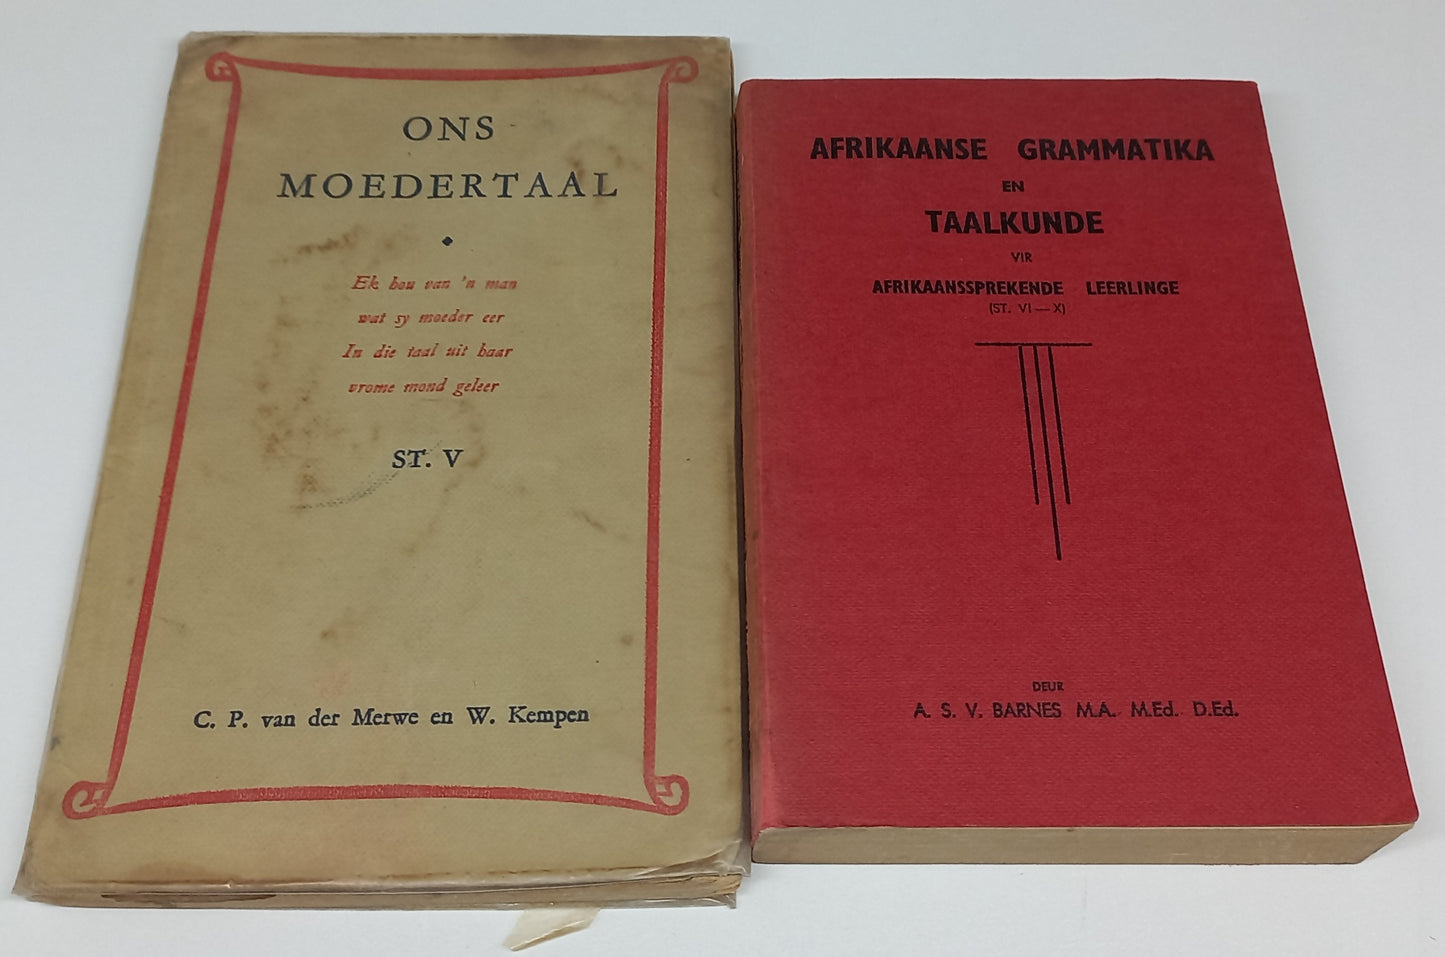 ONS
MOEDERTAAL
Ek hou van 'n man
wat sy moeder eer
In die taal uit haar
vrome mond geleer
ST. V
C. P. van der Merwe en W. Kempen
AFRIKAANSE GRAMMATIKA
EN
TAALKUNDE
VIR
AFRIKAANSSPREKENDE LEERLINGE
(ST. VI — X)
DEUR
A. S. V. BARNES M.A. M.Ed. D.Ed.